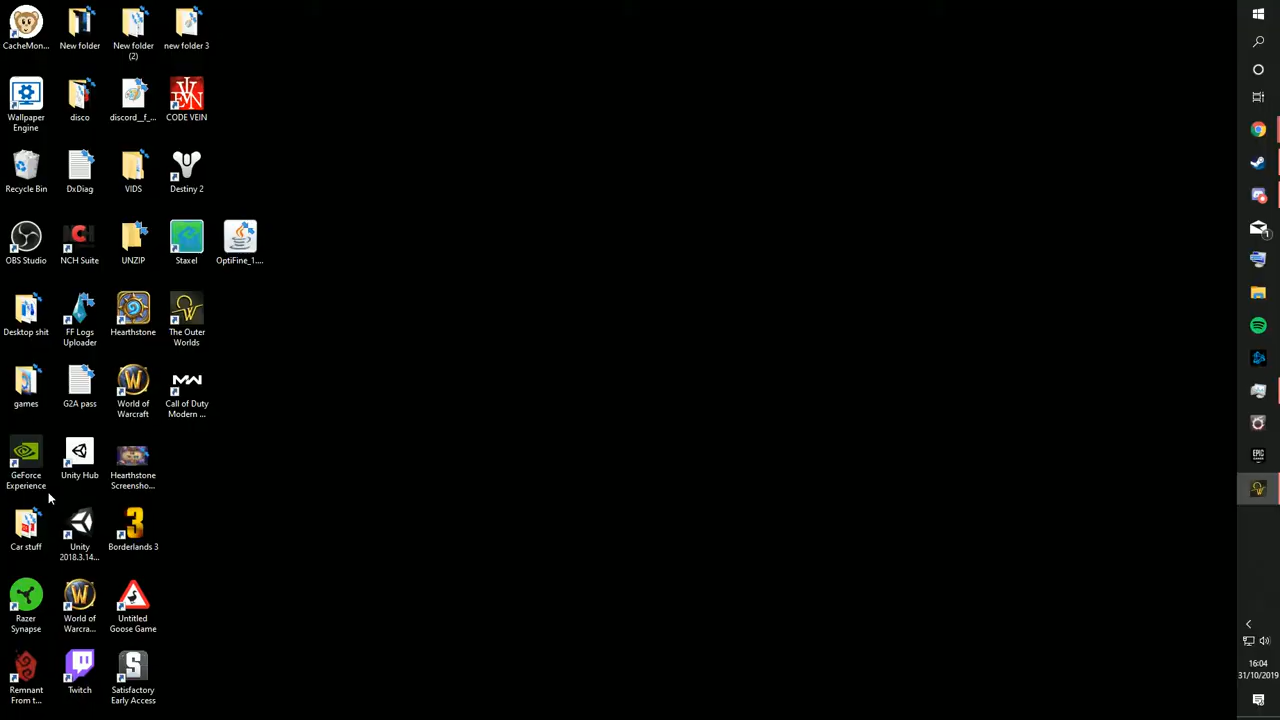 CacheMon...
New folder
New folder
(2)
new folder 3
Wallpaper
Engine
disco
discord__f_...
CODE VEIN
Recycle Bin
DxDiag
VIDS
Destiny 2
OBS Studio
NCH Suite
UNZIP
Staxel
OptiFine_1....
Desktop shit
FF Logs
Uploader
Hearthstone
The Outer
Worlds
games
G2A pass
World of
Warcraft
Call of Duty
Modern ...
GeForce
Experience
Unity Hub
Hearthstone
Screensho...
Car stuff
Unity
2018.3.14...
Borderlands 3
Razer
Synapse
World of
Warcra...
Untitled
Goose Game
Remnant
From t...
Twitch
Satisfactory
Early Access
EPIC
16:04
31/10/2019